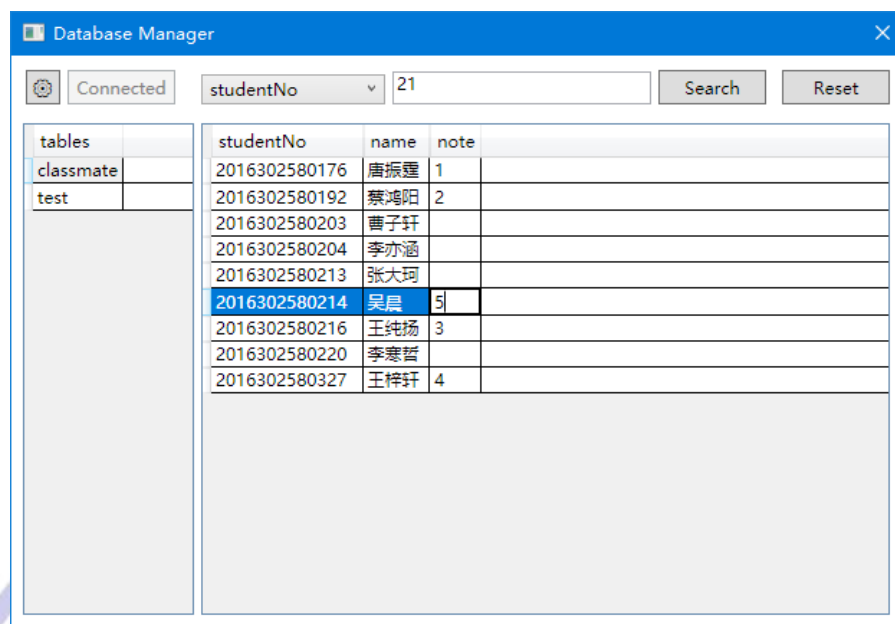 Database Manager
Connected studentNo 21 Search Reset
tables
classmate
test
studentNo name note
2016302580176 唐振霆 1
2016302580192 蔡鸿阳 2
2016302580203 曹子轩
2016302580204 李亦涵
2016302580213 张大珂
2016302580214 吴晨 5
2016302580216 王纯扬 3
2016302580220 李寒哲
2016302580327 王梓轩 4